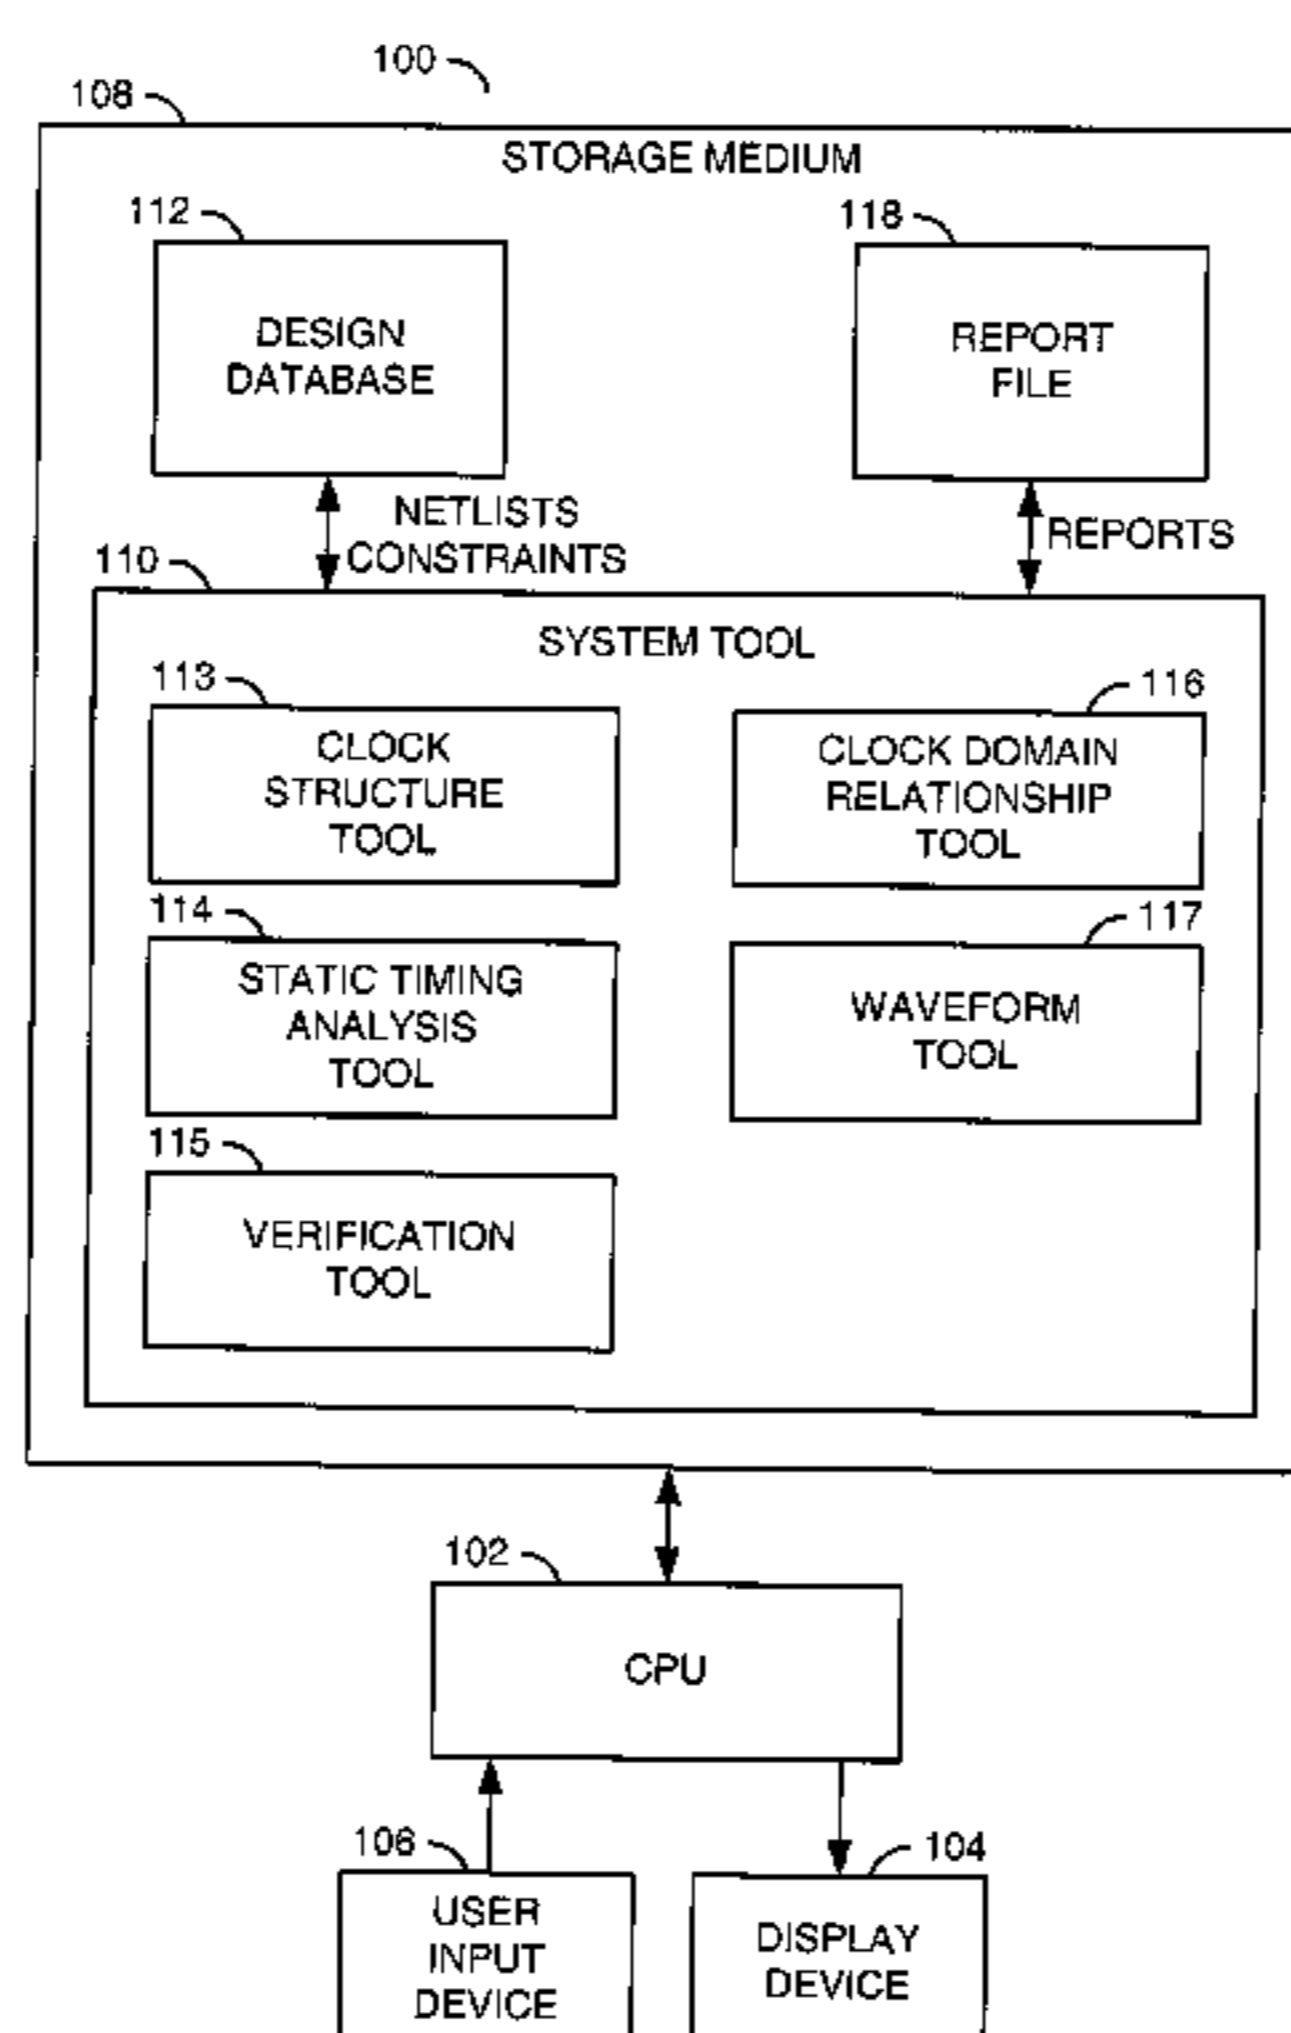 100
108
STORAGE MEDIUM
112
118
DESIGN
DATABASE
REPORT
FILE
NETLISTS
CONSTRAINTS
REPORTS
110
SYSTEM TOOL
113
116
CLOCK
STRUCTURE
TOOL
CLOCK DOMAIN
RELATIONSHIP
TOOL
114
117
STATIC TIMING
ANALYSIS
TOOL
WAVEFORM
TOOL
115
VERIFICATION
TOOL
102
CPU
106
104
USER
INPUT
DEVICE
DISPLAY
DEVICE